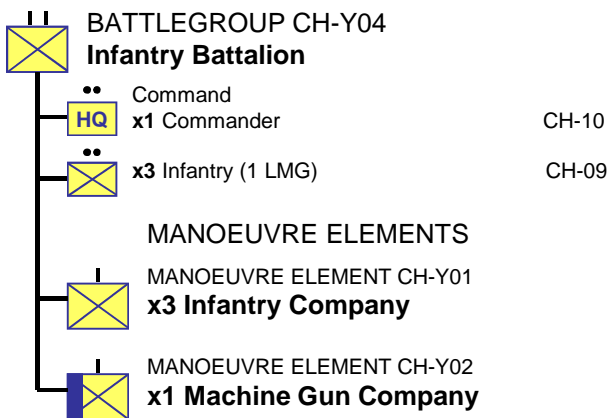 BATTLEGROUP CH-Y04
Infantry Battalion
Command
HQ x1 Commander CH-10
x3 Infantry (1 LMG) CH-09
MANOEUVRE ELEMENTS
MANOEUVRE ELEMENT CH-Y01
x3 Infantry Company
MANOEUVRE ELEMENT CH-Y02
x1 Machine Gun Company